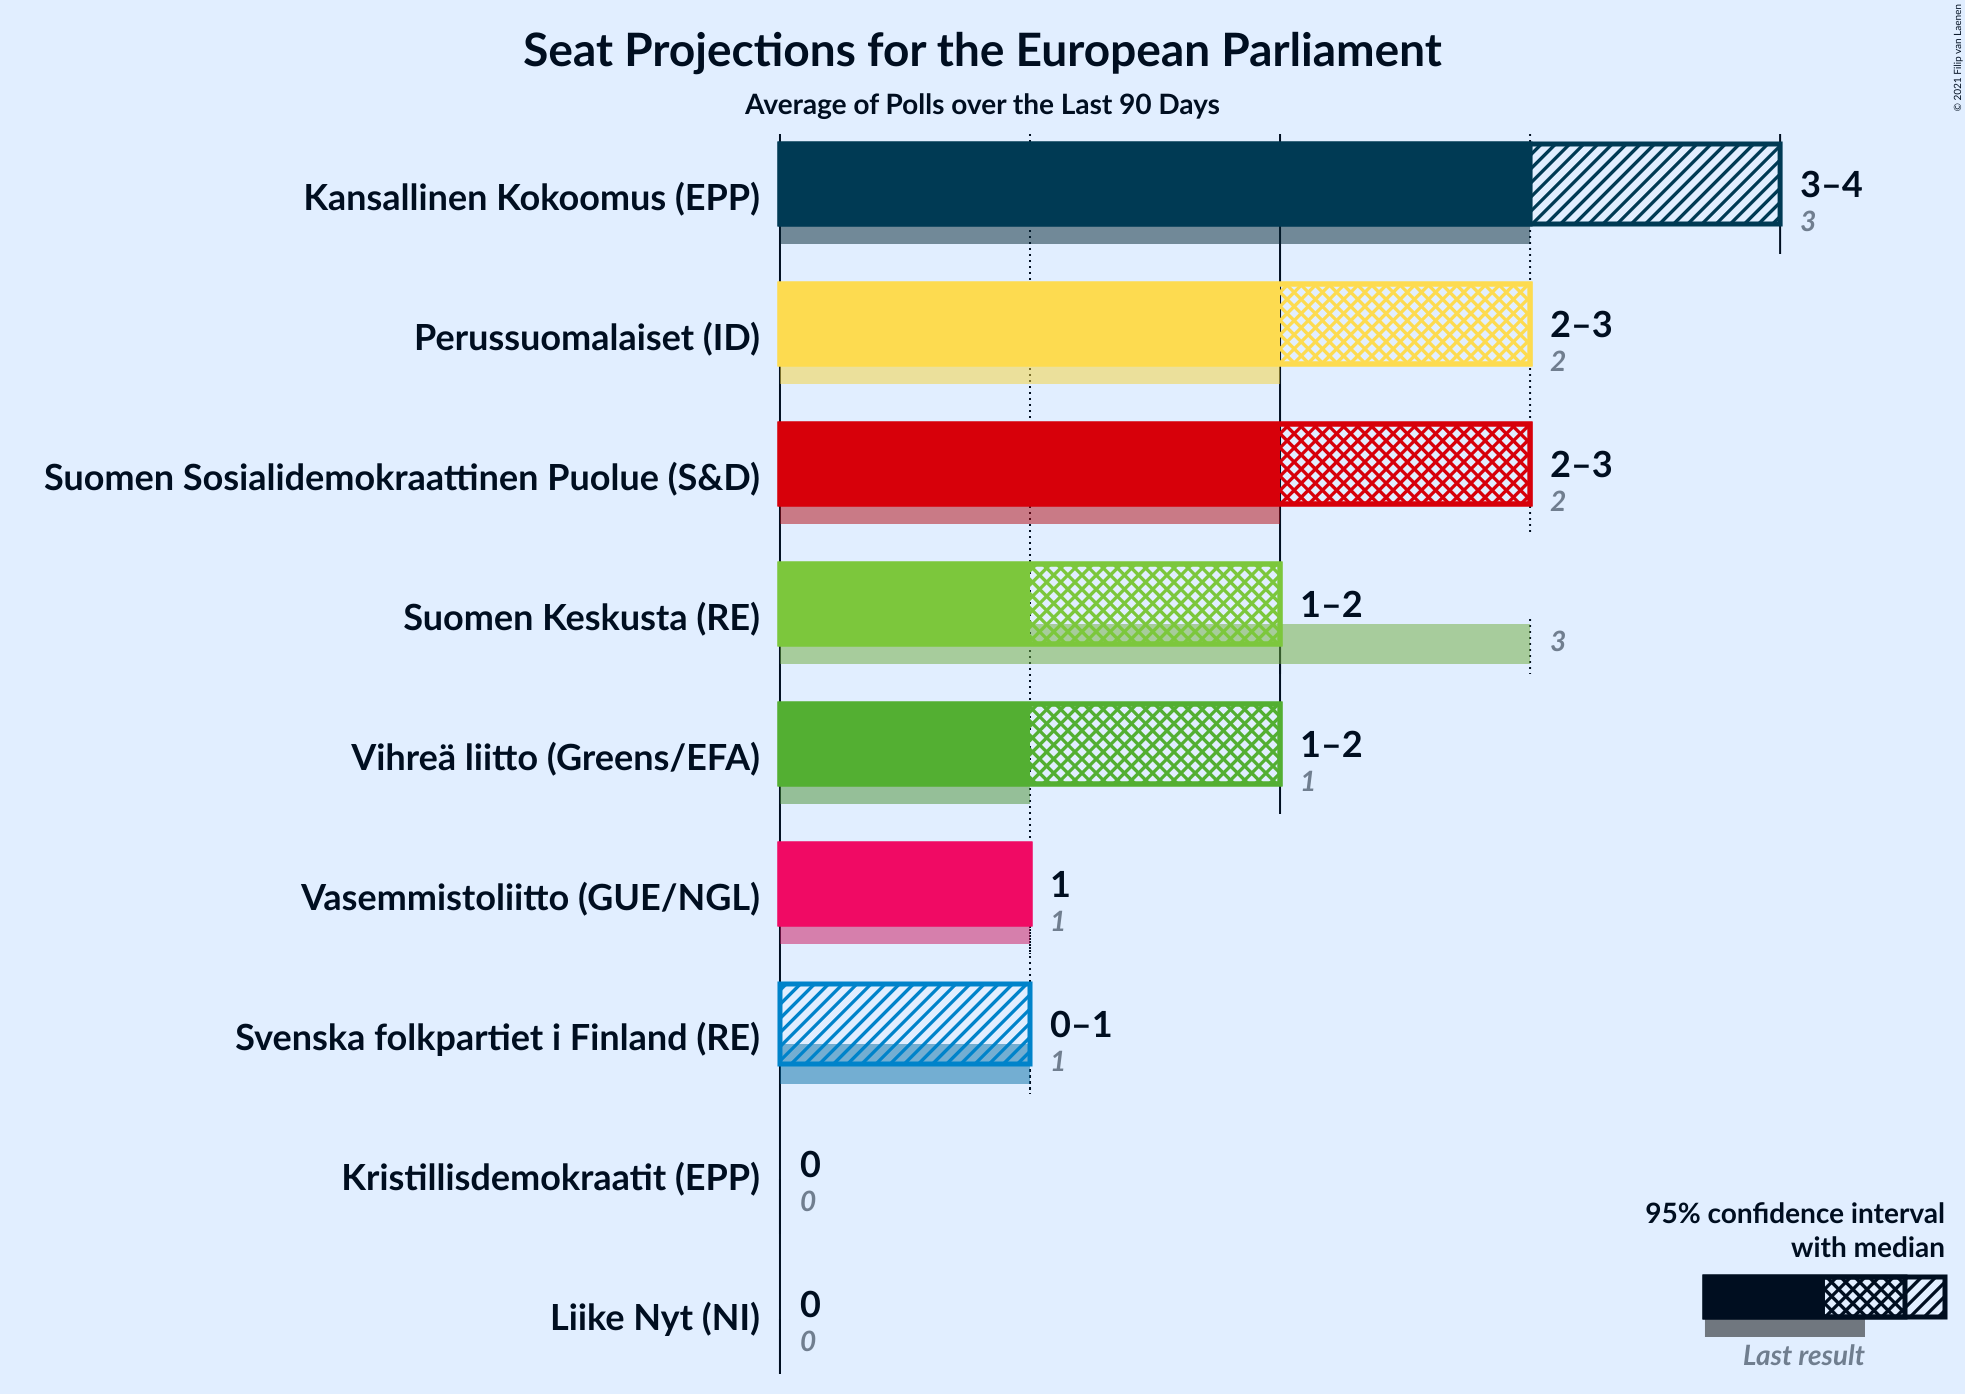 Seat Projections for the European Parliament
Average of Polls over the Last 90 Days
© 2021 Filip van Laenen
Kansallinen Kokoomus (EPP)
3–4
3
Perussuomalaiset (ID)
2–3
2
Suomen Sosialidemokraattinen Puolue (S&D)
2–3
2
Suomen Keskusta (RE)
1–2
3
Vihreä liitto (Greens/EFA)
1–2
1
Vasemmistoliitto (GUE/NGL)
1
1
Svenska folkpartiet i Finland (RE)
0–1
1
Kristillisdemokraatit (EPP)
0
0
Liike Nyt (NI)
0
0
95% confidence interval
with median
Last result